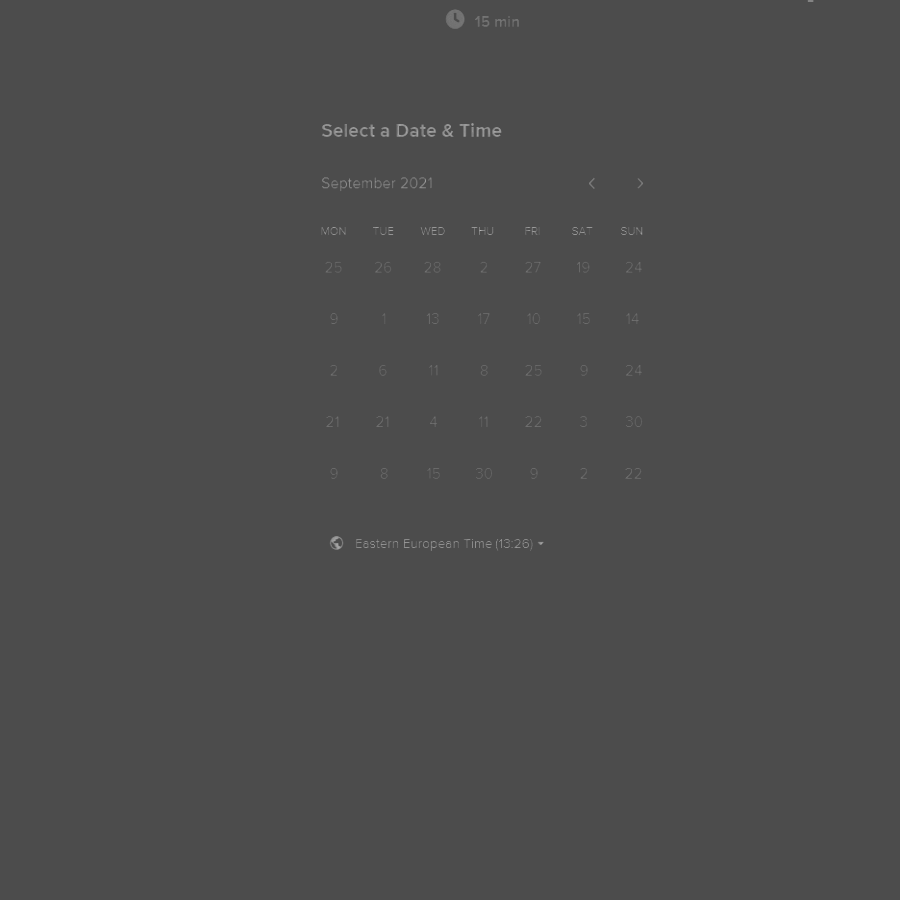 15 min
Select a Date & Time
September 2021
MON TUE WED THU FRI SAT SUN
25 26 28 2 27 19 24
9 1 13 17 10 15 14
2 6 11 8 25 9 24
21 21 4 11 22 3 30
9 8 15 30 9 2 22
Eastern European Time (13:26)